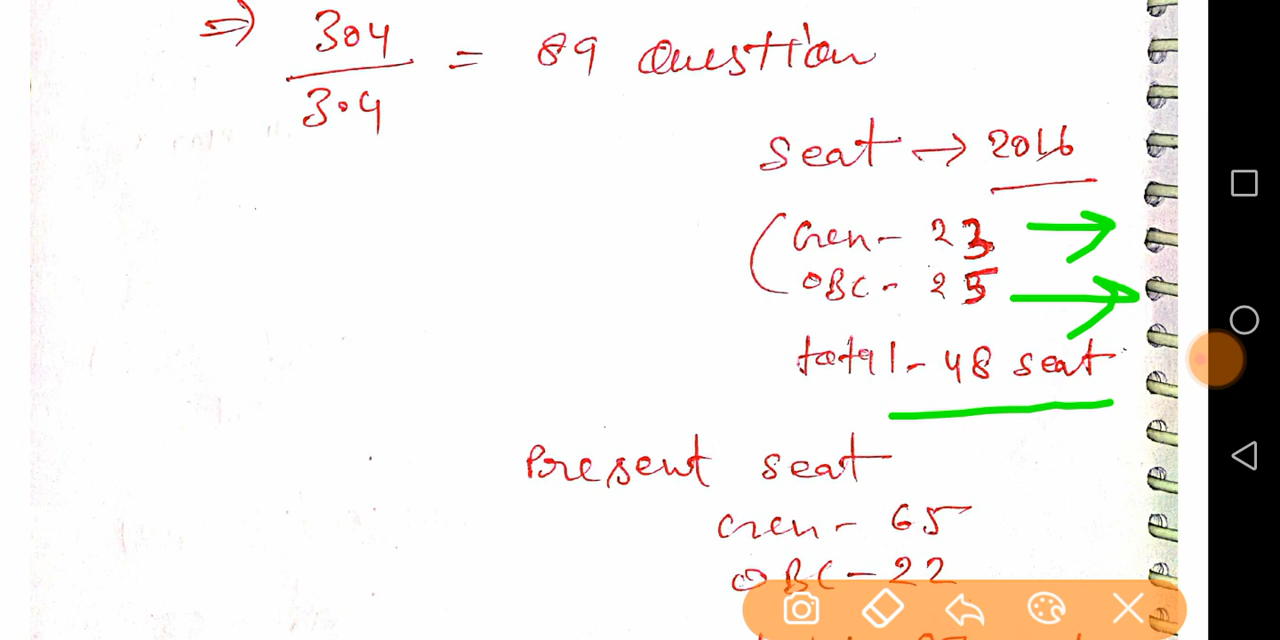 ⇒ 304 / 3.4 = 89 Question
Seat → 2016
Gen - 23
OBC - 25
total - 48 seat
Present seat
Gen - 65
OBC - 22